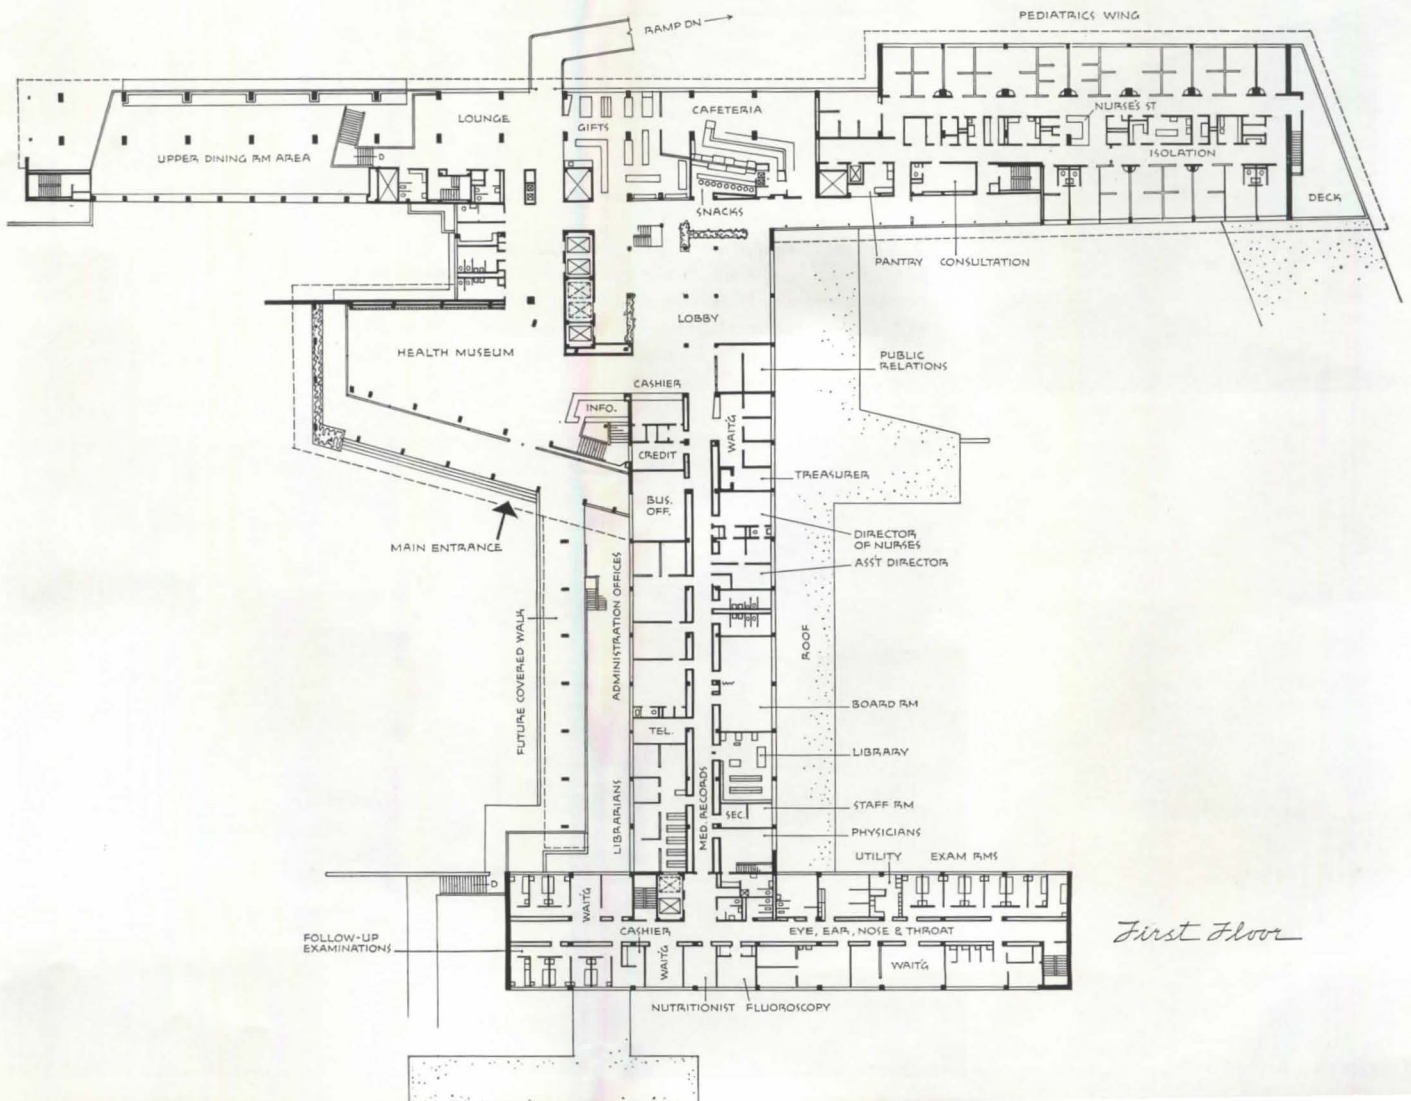 PEDIATRICS WING
RAMP DN
LOUNGE
GIFTS
CAFETERIA
NURSE'S ST
UPPER DINING RM AREA
D
ISOLATION
DECK
SNACKS
PANTRY
CONSULTATION
LOBBY
HEALTH MUSEUM
PUBLIC
RELATIONS
CASHIER
INFO.
WAIT'G
CREDIT
TREASURER
BUS.
OFF.
MAIN ENTRANCE
DIRECTOR
OF NURSES
ASS'T DIRECTOR
ADMINISTRATION OFFICES
FUTURE COVERED WALK
ROOF
BOARD RM
TEL.
LIBRARY
LIBRARIANS
MED. RECORDS
STAFF RM
SEC.
PHYSICIANS
UTILITY
EXAM RMS
D
WAIT'G
FOLLOW-UP
EXAMINATIONS
CASHIER
EYE, EAR, NOSE & THROAT
WAIT'G
WAIT'G
NUTRITIONIST
FLUOROSCOPY
First Floor